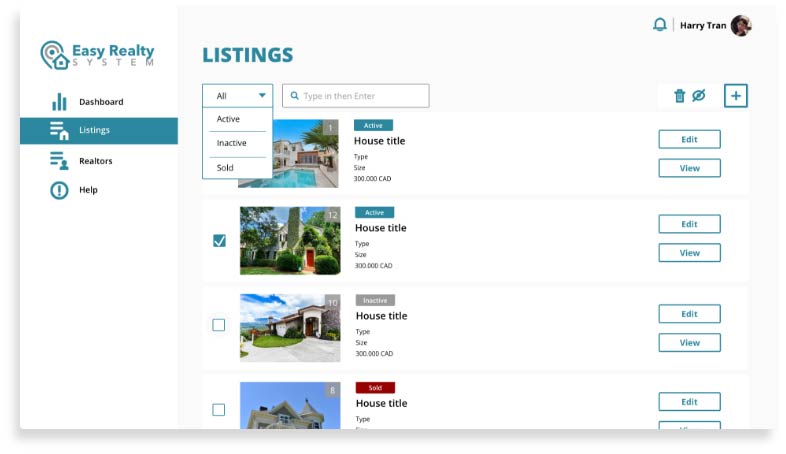 Easy Realty
SYSTEM
Dashboard
Listings
Realtors
Help
Harry Tran
LISTINGS
All
Active
Inactive
Sold
Type in then Enter
1
Active
House title
Type
Size
300.000 CAD
Edit
View
12
Active
House title
Type
Size
300.000 CAD
Edit
View
10
Inactive
House title
Type
Size
300.000 CAD
Edit
View
8
Sold
House title
Type
Edit